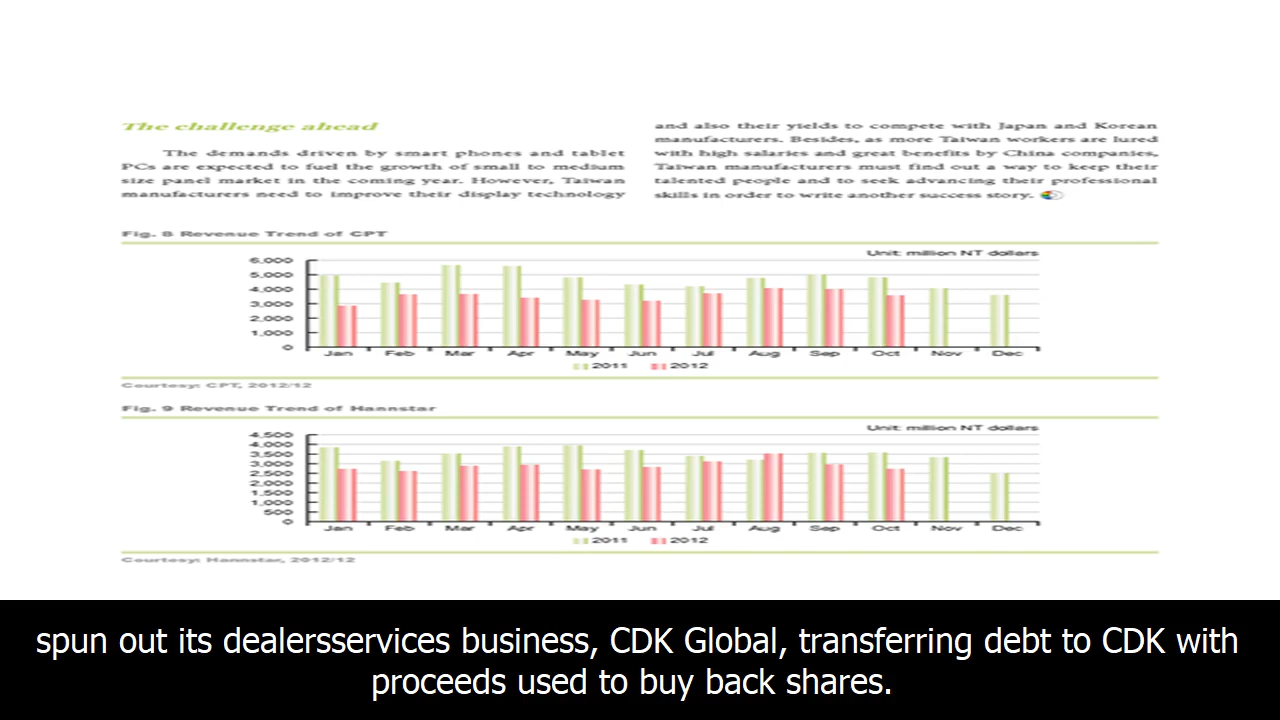 The challenge ahead
The demands driven by smart phones and tablet
PCs are expected to fuel the growth of small to medium
size panel market in the coming year. However, Taiwan
manufacturers need to improve their display technology
and also their yields to compete with Japan and Korean
manufacturers. Besides, as more Taiwan workers are lured
with high salaries and great benefits by China companies,
Taiwan manufacturers must find out a way to keep their
talented people and to seek advancing their professional
skills in order to write another success story.
Fig. 8 Revenue Trend of CPT
Unit: million NT dollars
6,000
5,000
4,000
3,000
2,000
1,000
0
Jan Feb Mar Apr May Jun Jul Aug Sep Oct Nov Dec
2011 2012
Courtesy: CPT, 2012/12
Fig. 9 Revenue Trend of Hannstar
Unit: million NT dollars
4,500
4,000
3,500
3,000
2,500
2,000
1,500
1,000
500
0
Jan Feb Mar Apr May Jun Jul Aug Sep Oct Nov Dec
2011 2012
Courtesy: Hannstar, 2012/12
spun out its dealersservices business, CDK Global, transferring debt to CDK with
proceeds used to buy back shares.